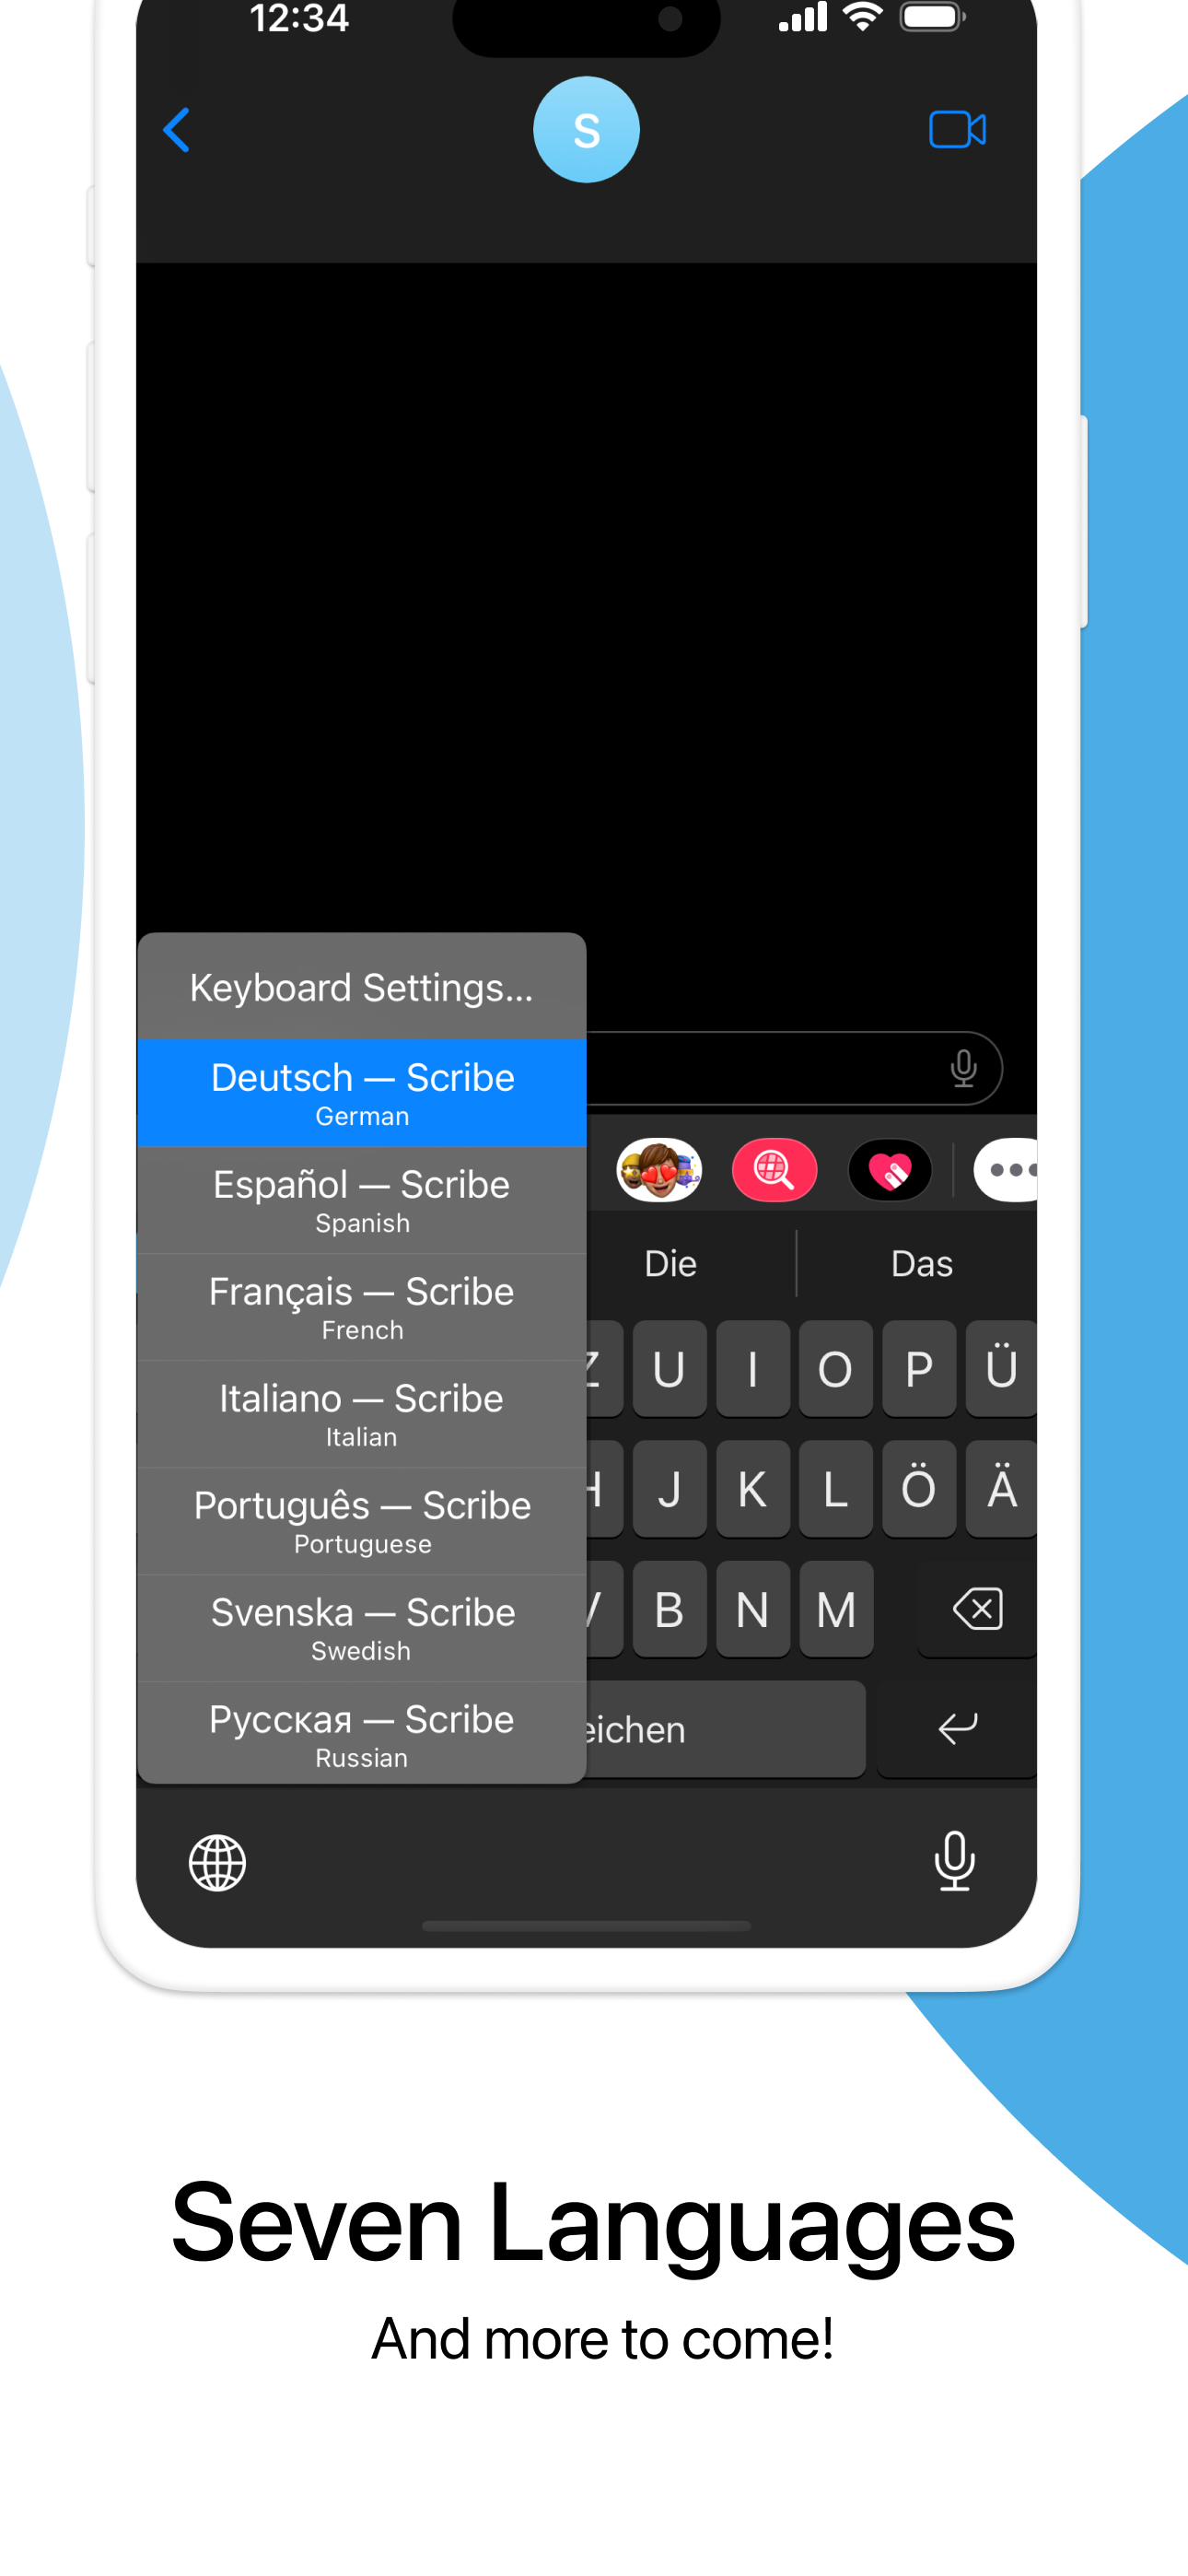 12:34
S
Keyboard Settings...
Deutsch — Scribe
German
Español — Scribe
Spanish
Français — Scribe
French
Italiano — Scribe
Italian
Português — Scribe
Portuguese
Svenska — Scribe
Swedish
Русская — Scribe
Russian
Die Das
Z U I O P Ü
H J K L Ö Ä
V B N M
eichen
Seven Languages
And more to come!